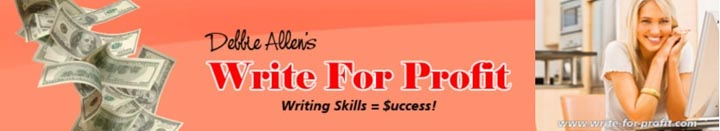 Debbie Allen's
Write For Profit
Writing Skills = $uccess!
www.write-for-profit.com